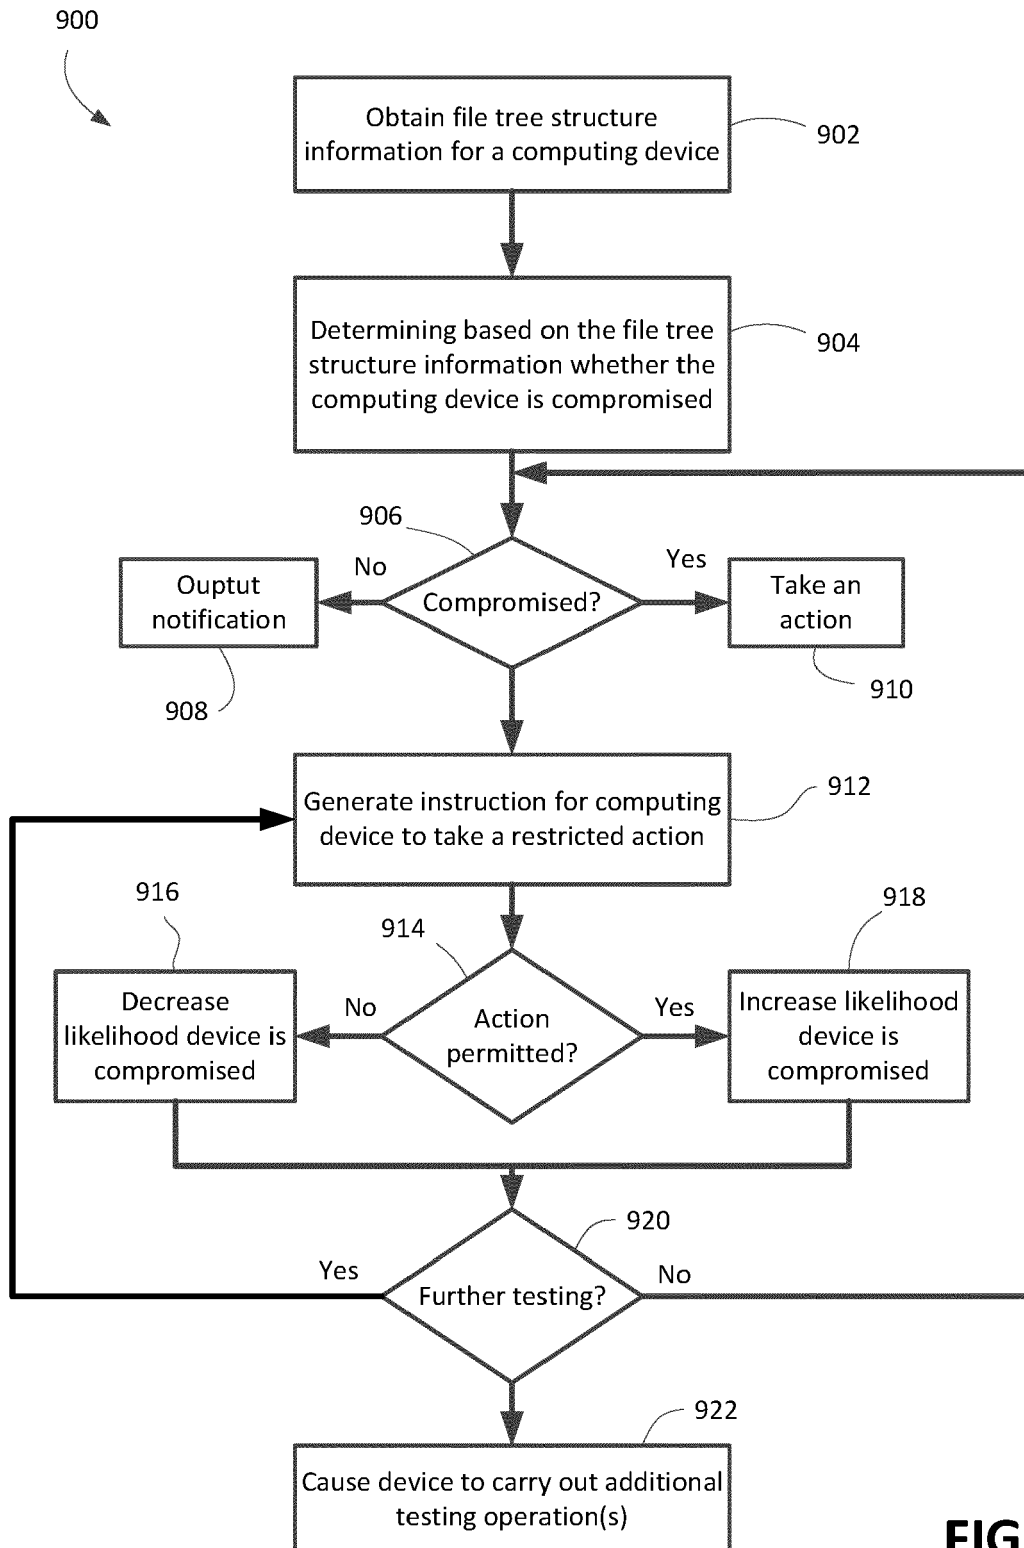 900
Obtain file tree structure
information for a computing device
902
Determining based on the file tree
structure information whether the
computing device is compromised
904
906
No
Yes
Ouptut
notification
Compromised?
Take an
action
908
910
Generate instruction for computing
device to take a restricted action
912
916
914
918
Decrease
likelihood device is
compromised
No
Action
permitted?
Yes
Increase likelihood
device is
compromised
920
Yes
Further testing?
No
922
Cause device to carry out additional
testing operation(s)
FIG